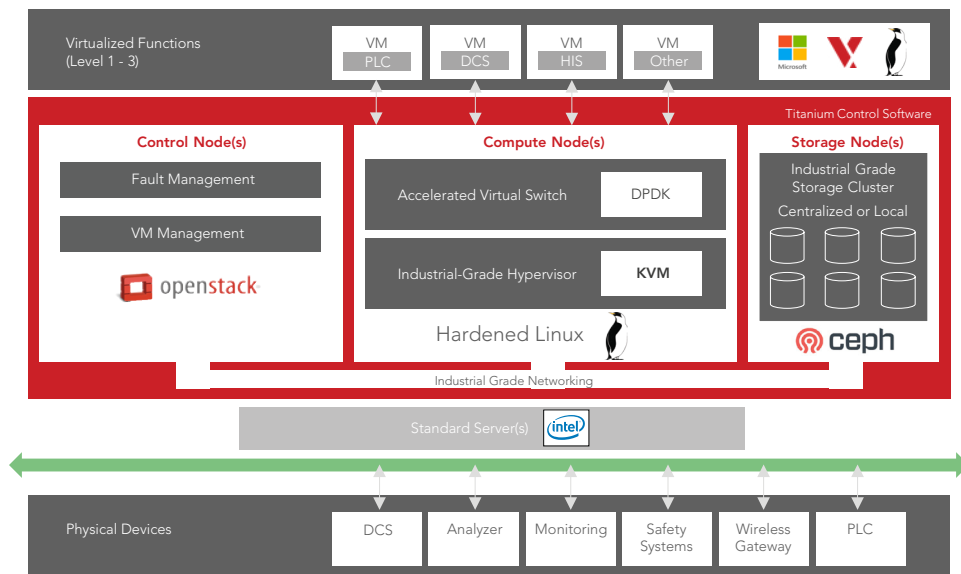 Virtualized Functions
(Level 1 - 3)
VM
PLC
VM
DCS
VM
HIS
VM
Other
Microsoft
Titanium Control Software
Control Node(s)
Fault Management
VM Management
openstack
Compute Node(s)
Accelerated Virtual Switch
DPDK
Industrial-Grade Hypervisor
KVM
Hardened Linux
Storage Node(s)
Industrial Grade
Storage Cluster
Centralized or Local
ceph
Industrial Grade Networking
Standard Server(s)
intel
Physical Devices
DCS
Analyzer
Monitoring
Safety
Systems
Wireless
Gateway
PLC